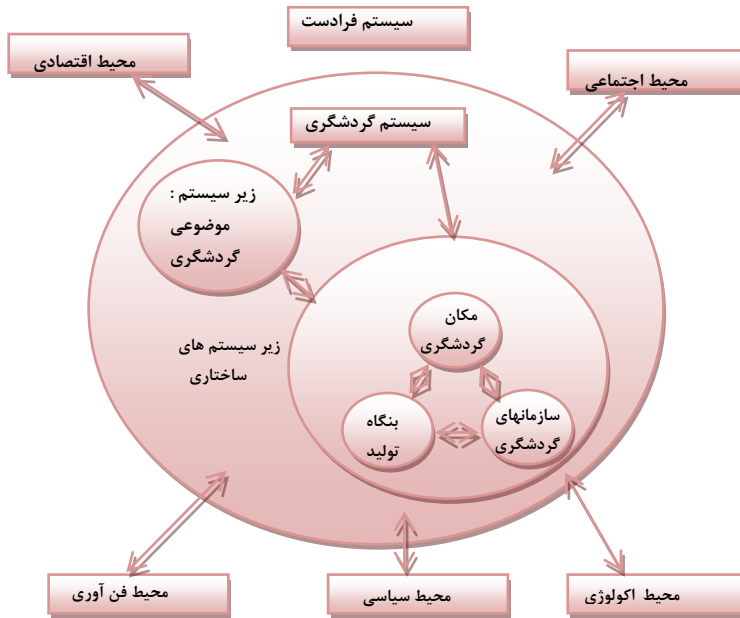 سیستم فرادست
محیط اقتصادی
محیط اجتماعی
سیستم گردشگری
زیر سیستم :
موضوعی
گردشگری
مکان
گردشگری
زیر سیستم های
ساختاری
سازمانهای
گردشگری
بنگاه
تولید
محیط اکولوژی
محیط سیاسی
محیط فن آوری